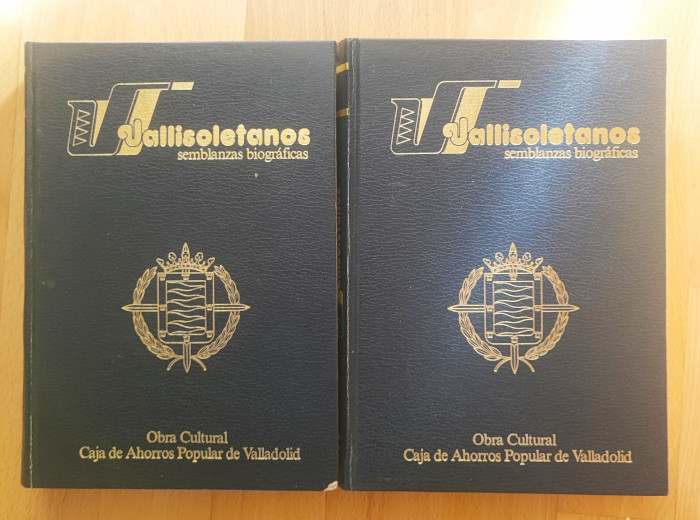 Vallisoletanos
semblanzas biográficas
Obra Cultural
Caja de Ahorros Popular de Valladolid
Vallisoletanos
semblanzas biográficas
Obra Cultural
Caja de Ahorros Popular de Valladolid